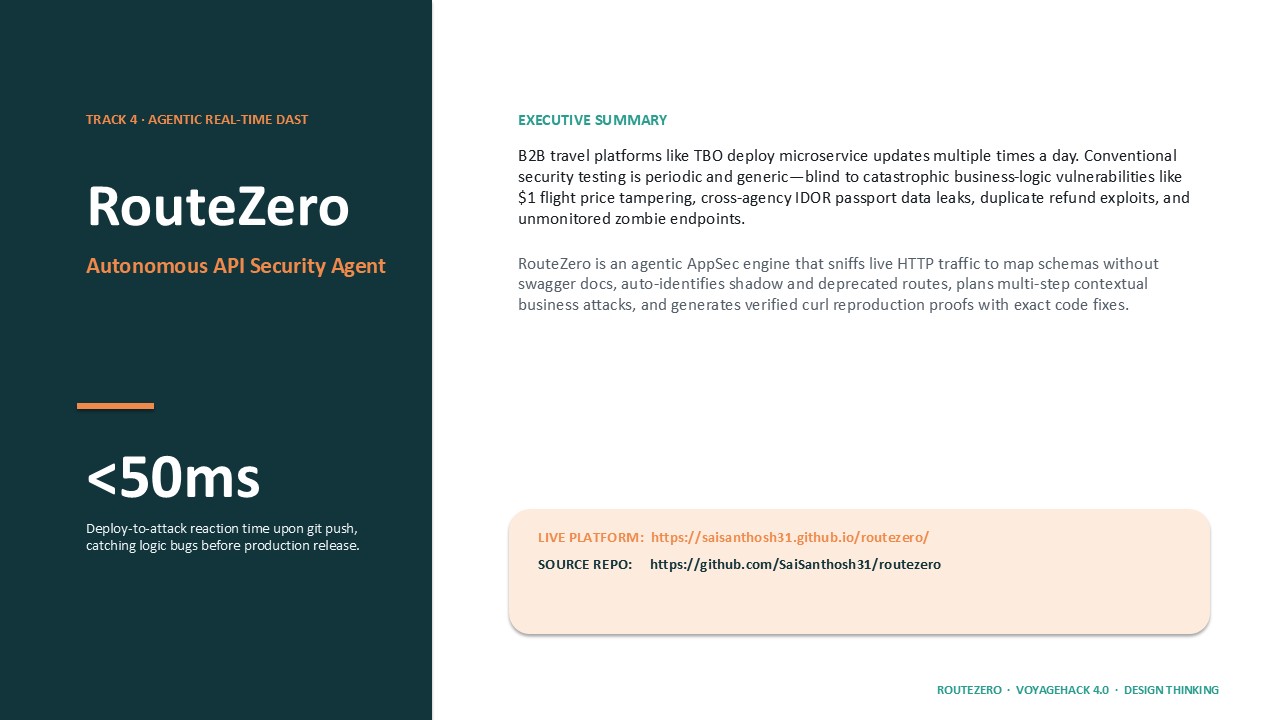 TRACK 4 · AGENTIC REAL-TIME DAST
RouteZero
Autonomous API Security Agent
<50ms
Deploy-to-attack reaction time upon git push,
catching logic bugs before production release.
EXECUTIVE SUMMARY
B2B travel platforms like TBO deploy microservice updates multiple times a day. Conventional
security testing is periodic and generic—blind to catastrophic business-logic vulnerabilities like
$1 flight price tampering, cross-agency IDOR passport data leaks, duplicate refund exploits, and
unmonitored zombie endpoints.
RouteZero is an agentic AppSec engine that sniffs live HTTP traffic to map schemas without
swagger docs, auto-identifies shadow and deprecated routes, plans multi-step contextual
business attacks, and generates verified curl reproduction proofs with exact code fixes.
LIVE PLATFORM: https://saisanthosh31.github.io/routezero/
SOURCE REPO: https://github.com/SaiSanthosh31/routezero
ROUTEZERO · VOYAGEHACK 4.0 · DESIGN THINKING